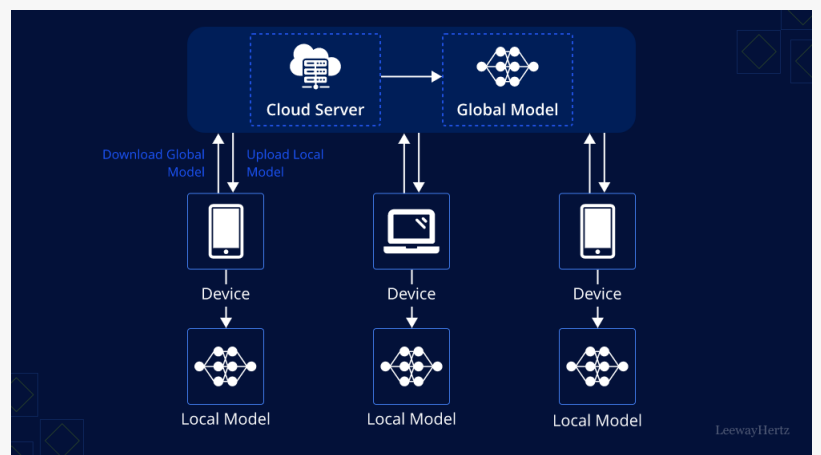 Cloud Server
Global Model
Download Global
Model
Upload Local
Model
Device
Device
Device
Local Model
Local Model
Local Model
LeewayHertz